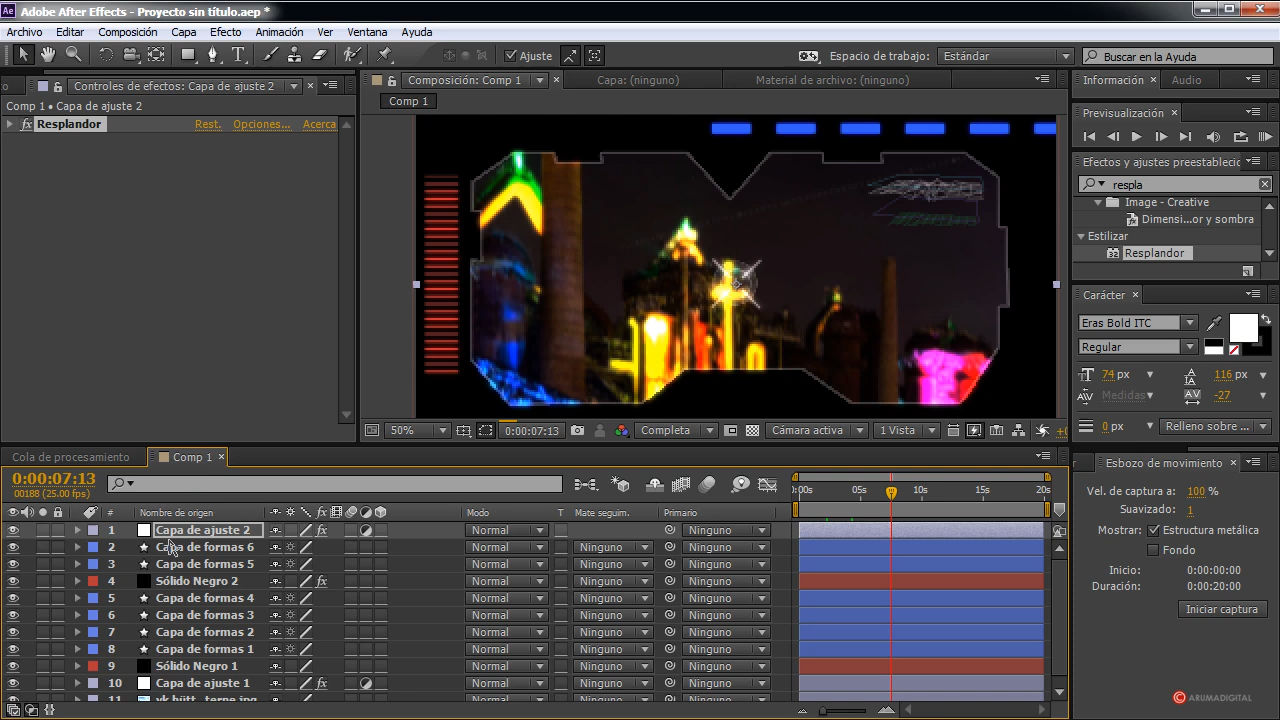 Ae Adobe After Effects - Proyecto sin título.aep *
Archivo Editar Composición Capa Efecto Animación Ver Ventana Ayuda
Ajuste
Espacio de trabajo: Estándar
Buscar en la Ayuda
Controles de efectos: Capa de ajuste 2
Comp 1 • Capa de ajuste 2
fx Resplandor Rest. Opciones... Acerca
Composición: Comp 1
Capa: (ninguno)
Material de archivo: (ninguno)
Comp 1
50%
0:00:07:13
Completa
Cámara activa
1 Vista
Información
Audio
Previsualización
Efectos y ajustes preestablecic
respla
Image - Creative
Dimensi...or y sombra
Estilizar
32 Resplandor
Carácter
Eras Bold ITC
Regular
74 px
116 px
Medidas
-27
0 px
Relleno sobre ...
Cola de procesamiento
Comp 1
0:00:07:13
00188 (25.00 fps)
0:00s 05s 10s 15s 20s
# Nombre de origen Modo T Mate seguim. Primario
1 Capa de ajuste 2 fx Normal Ninguno
2 Capa de formas 6 Normal Ninguno Ninguno
3 Capa de formas 5 Normal Ninguno Ninguno
4 Sólido Negro 2 fx Normal Ninguno Ninguno
5 Capa de formas 4 Normal Ninguno Ninguno
6 Capa de formas 3 Normal Ninguno Ninguno
7 Capa de formas 2 Normal Ninguno Ninguno
8 Capa de formas 1 Normal Ninguno Ninguno
9 Sólido Negro 1 Normal Ninguno Ninguno
10 Capa de ajuste 1 fx Normal Ninguno Ninguno
11
Esbozo de movimiento
Vel. de captura a: 100 %
Suavizado: 1
Mostrar: Estructura metálica
Fondo
Inicio: 0:00:00:00
Duración: 0:00:20:00
Iniciar captura
© ARUMADIGITAL